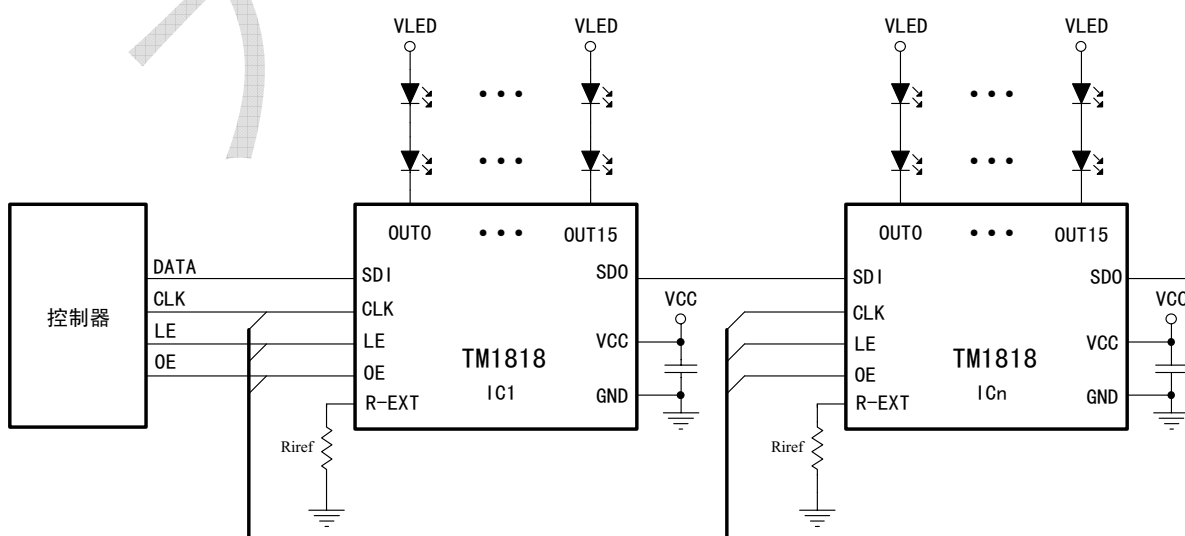 VLED VLED VLED VLED
OUT0 OUT15 OUT0 OUT15
DATA SDI SDO SDI SDO
CLK CLK VCC CLK VCC
控制器
LE LE VCC LE VCC
TM1818 TM1818
OE OE OE
IC1 GND ICn GND
R-EXT R-EXT
Riref Riref